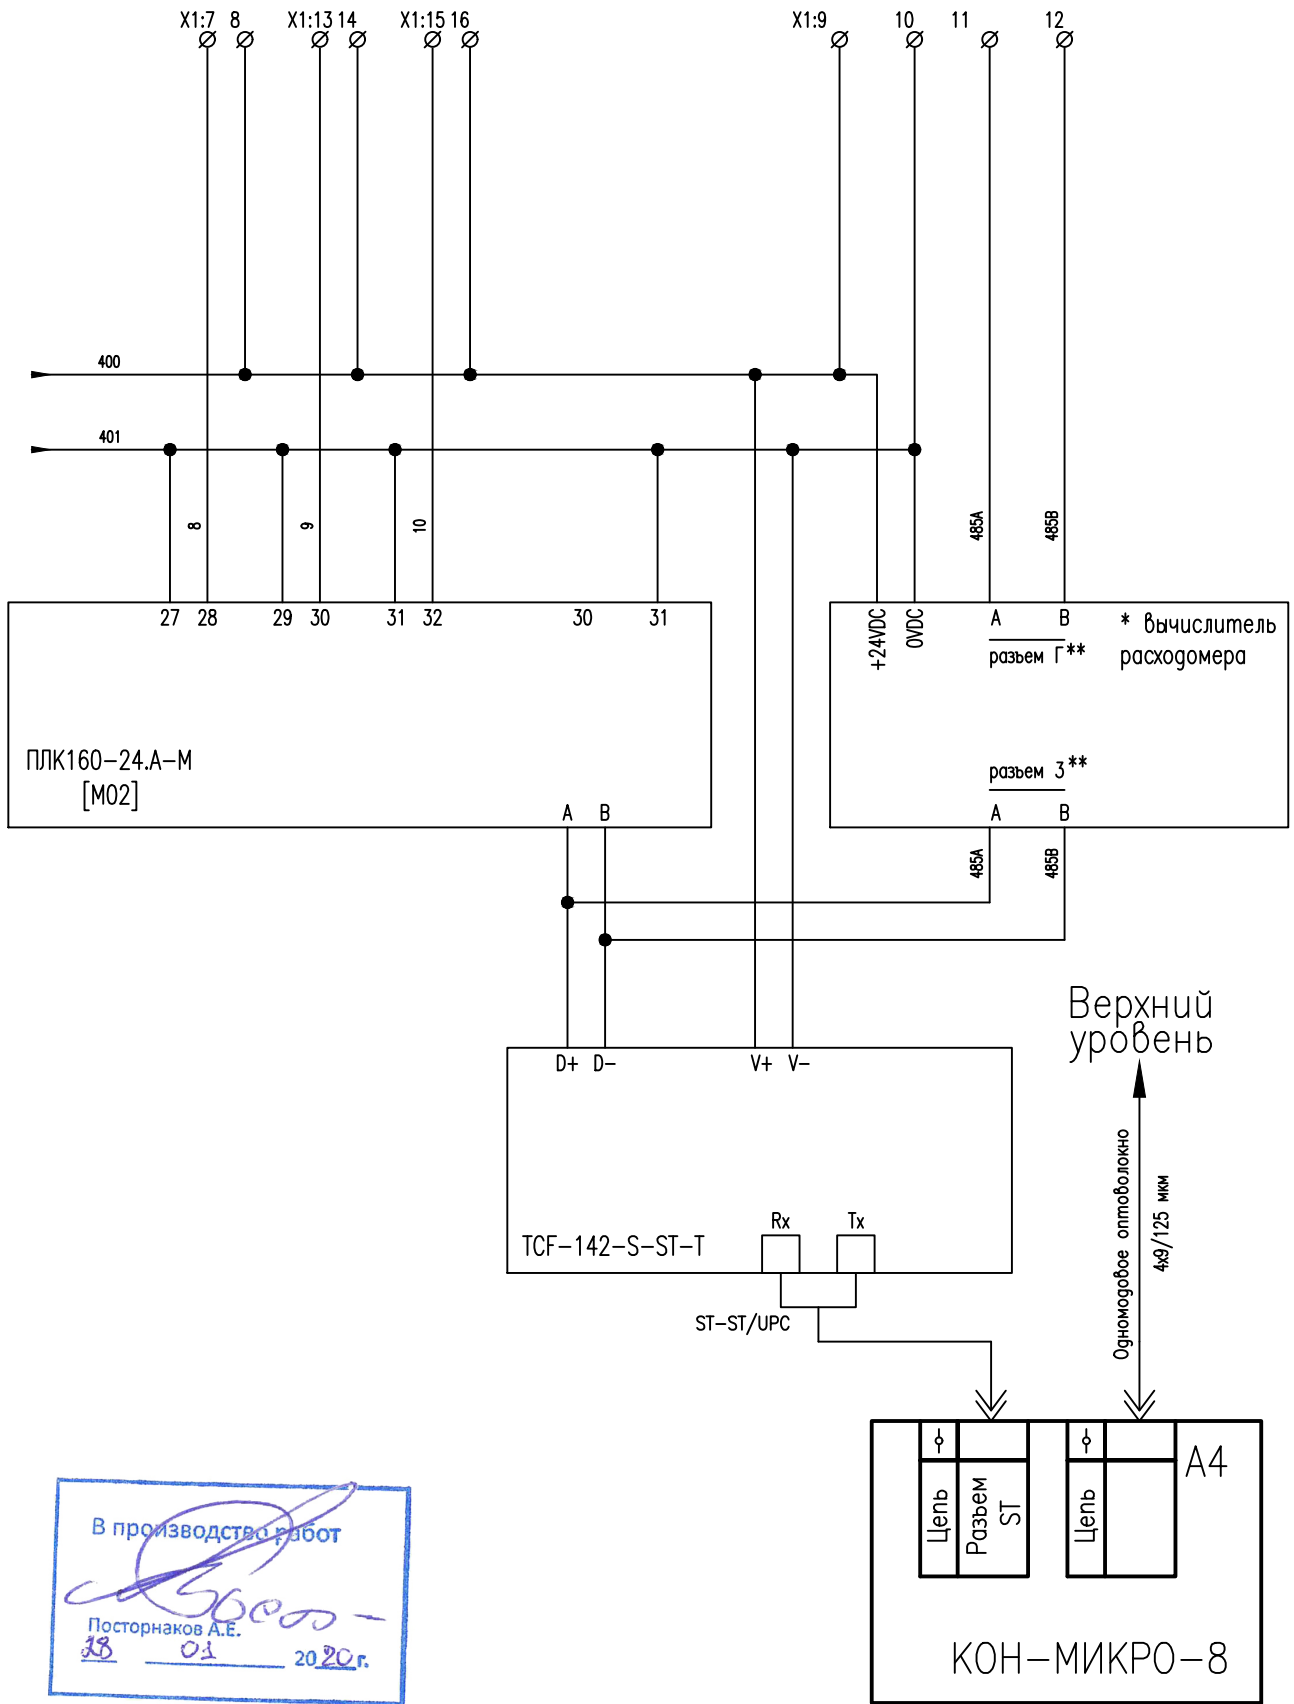 X1:7 8 X1:13 14 X1:15 16 X1:9 10 11 12
400
401
8 9 10 485A 485B
27 28 29 30 31 32 30 31
+24VDC 0VDC A B
разъем Г**
* вычислитель
расходомера
ПЛК160-24.А-М
[М02]
A B
разъем 3**
A B
485A 485B
Верхний
уровень
D+ D- V+ V-
Одномодовое оптоволокно
4х9/125 мкм
TCF-142-S-ST-T
Rx Tx
ST-ST/UPC
Цепь
Разъем
ST
Цепь
A4
КОН-МИКРО-8
В производство работ
Посторнаков А.Е.
28 01 2020г.